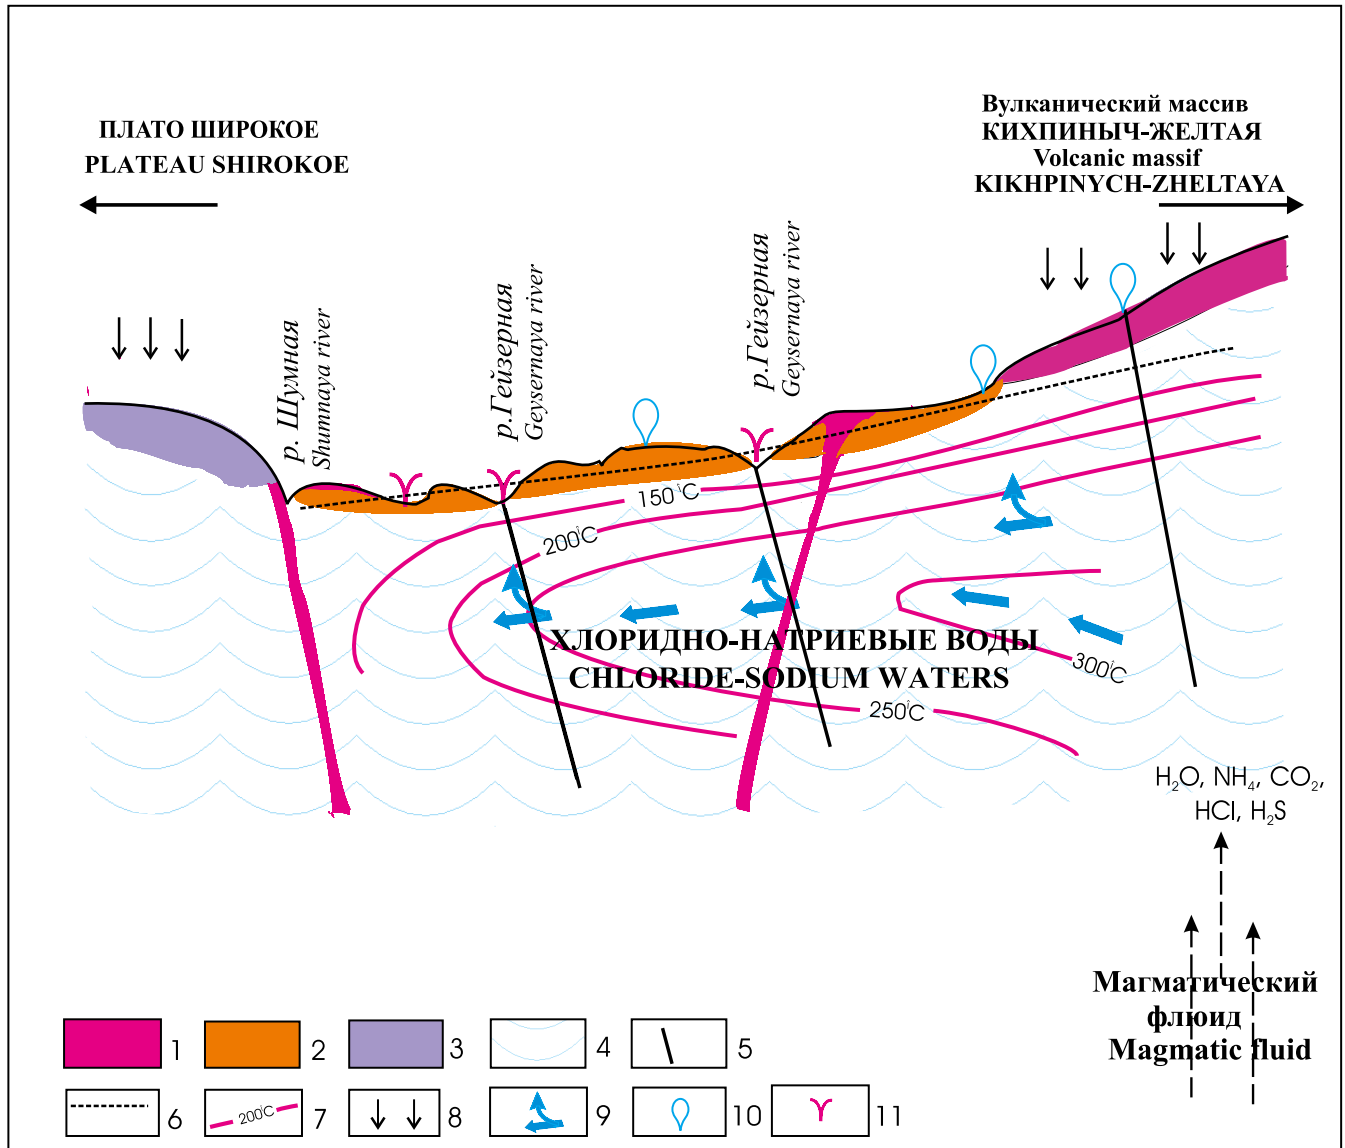 ПЛАТО ШИРОКОЕ
PLATEAU SHIROKOE
Вулканический массив
КИХПИНЫЧ-ЖЕЛТАЯ
Volcanic massif
KIKHPINYCH-ZHELTAYA
р. Шумная
Shumnaya river
р.Гейзерная
Geysernaya river
р.Гейзерная
Geysernaya river
150°C
200°C
ХЛОРИДНО-НАТРИЕВЫЕ ВОДЫ
CHLORIDE-SODIUM WATERS
300°C
250°C
H₂O, NH₄, CO₂,
HCl, H₂S
Магматический
флюид
Magmatic fluid
1
2
3
4
5
6
200°C
7
8
9
10
11